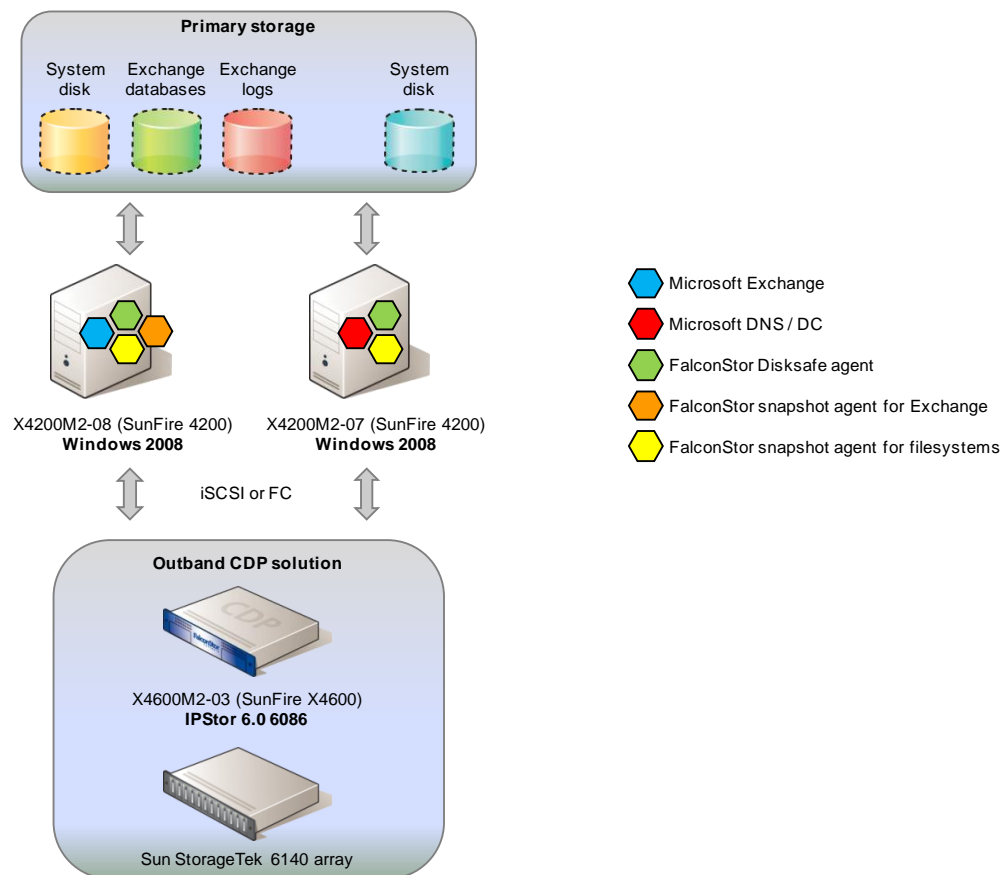 Primary storage
System disk
Exchange databases
Exchange logs
System disk
X4200M2-08 (SunFire 4200)
Windows 2008
X4200M2-07 (SunFire 4200)
Windows 2008
Microsoft Exchange
Microsoft DNS / DC
FalconStor Disksafe agent
FalconStor snapshot agent for Exchange
FalconStor snapshot agent for filesystems
iSCSI or FC
Outband CDP solution
CDP
FalconStor
X4600M2-03 (SunFire X4600)
IPStor 6.0 6086
Sun StorageTek 6140 array